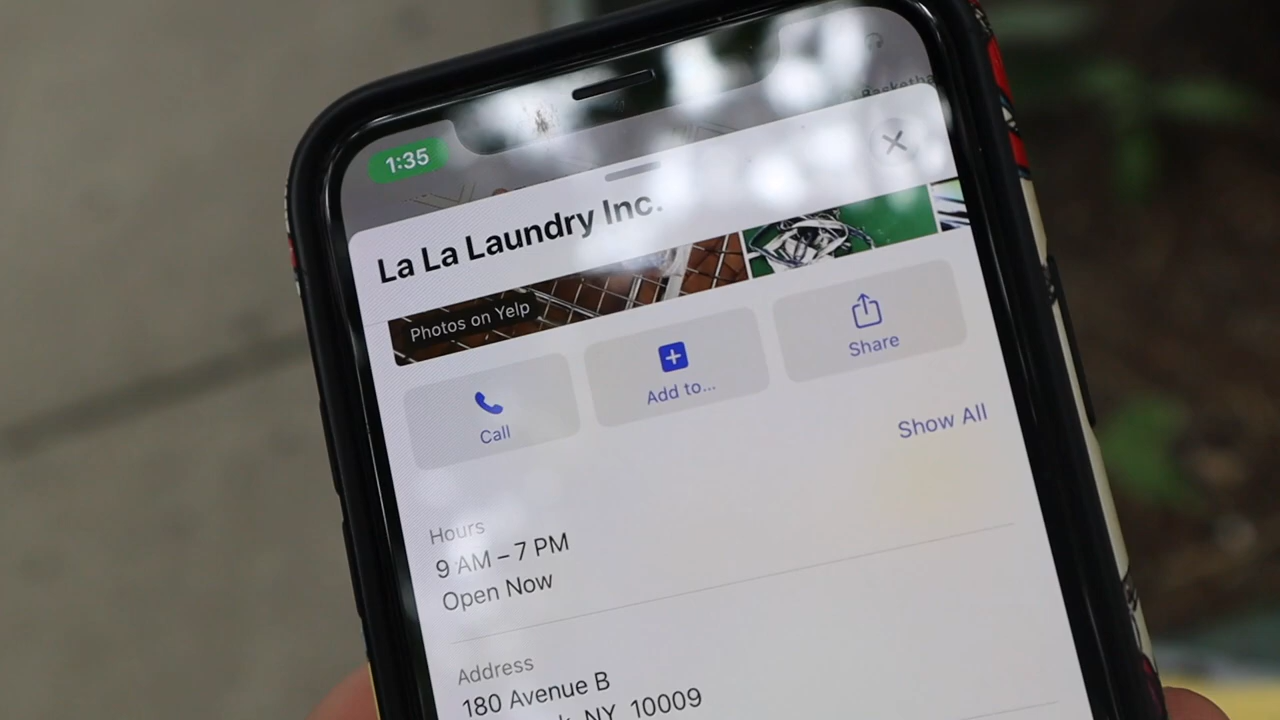 1:35
Basketba
La La Laundry Inc.
Photos on Yelp
Call
Add to...
Share
Show All
Hours
9 AM – 7 PM
Open Now
Address
180 Avenue B
k, NY 10009